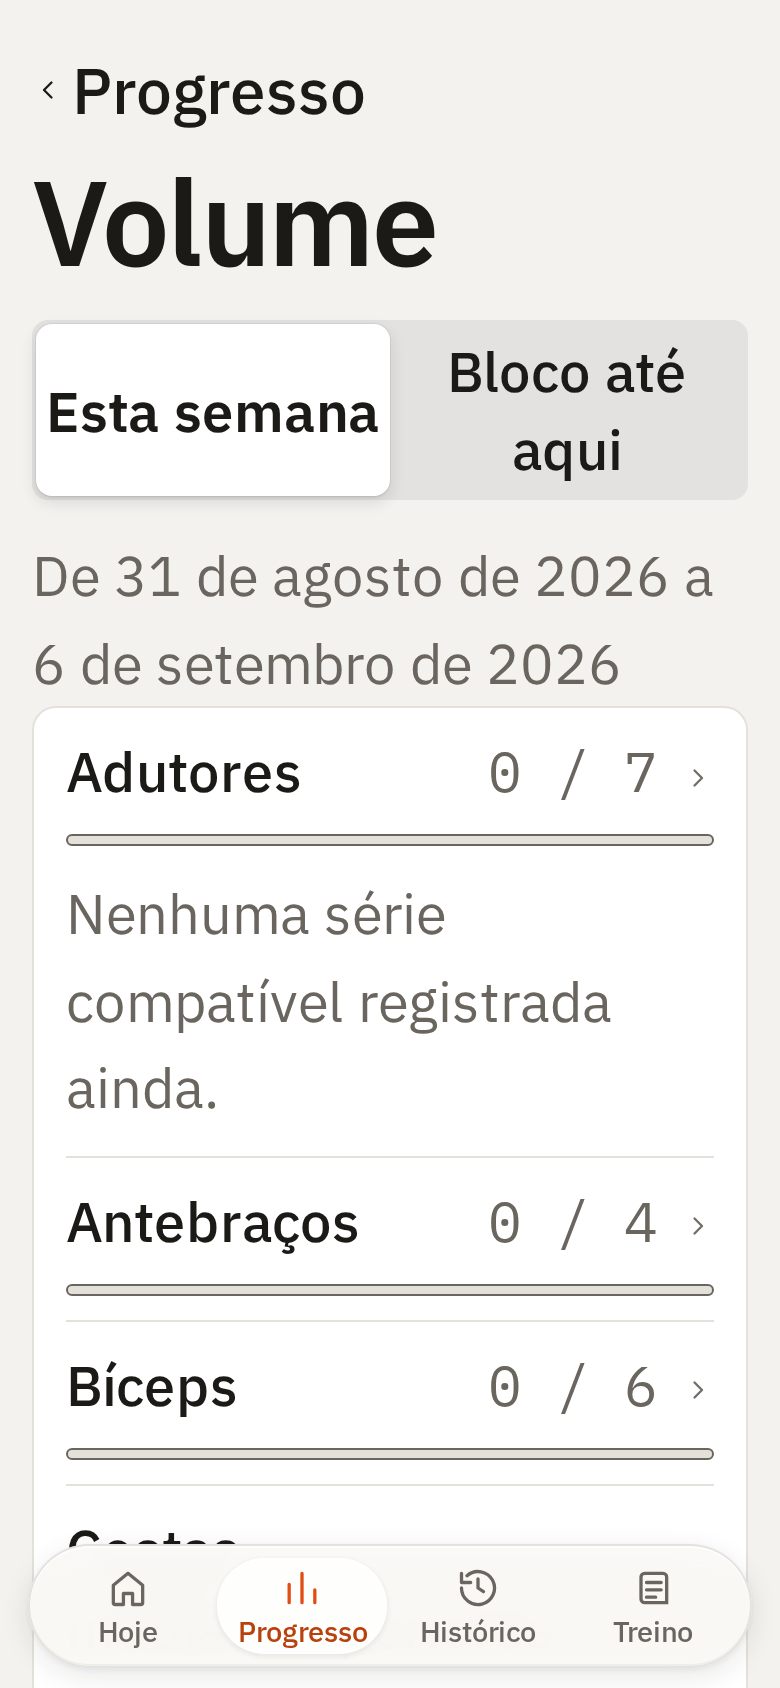 Progresso
Volume
Esta semana
Bloco até
aqui
De 31 de agosto de 2026 a
6 de setembro de 2026
Adutores 0 / 7
Nenhuma série
compatível registrada
ainda.
Antebraços 0 / 4
Bíceps 0 / 6
Hoje
Progresso
Histórico
Treino